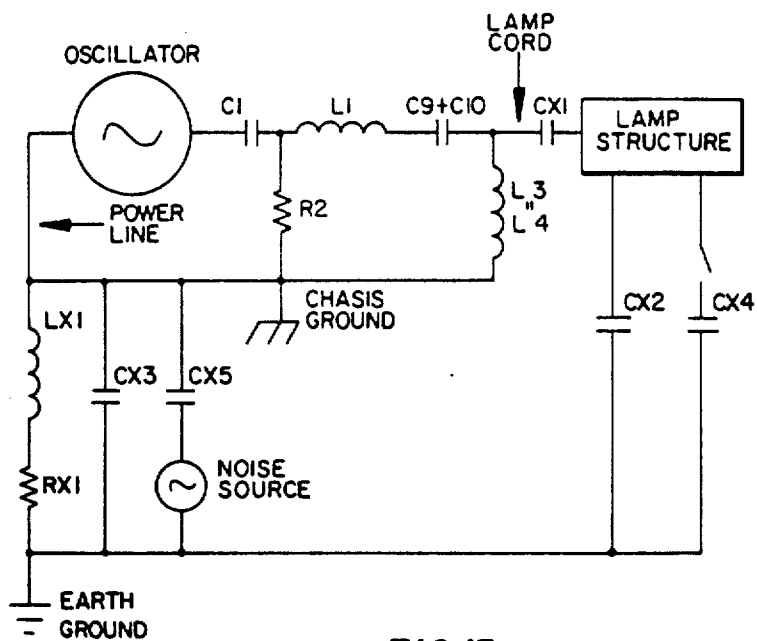 LAMP
CORD
OSCILLATOR
C1
L1
C9+C10
CX1
LAMP
STRUCTURE
POWER
LINE
R2
L3
"
L4
CHASIS
GROUND
LX1
CX3
CX5
CX2
CX4
NOISE
SOURCE
RX1
EARTH
GROUND